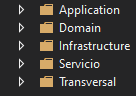 Application
Domain
Infrastructure
Servicio
Transversal